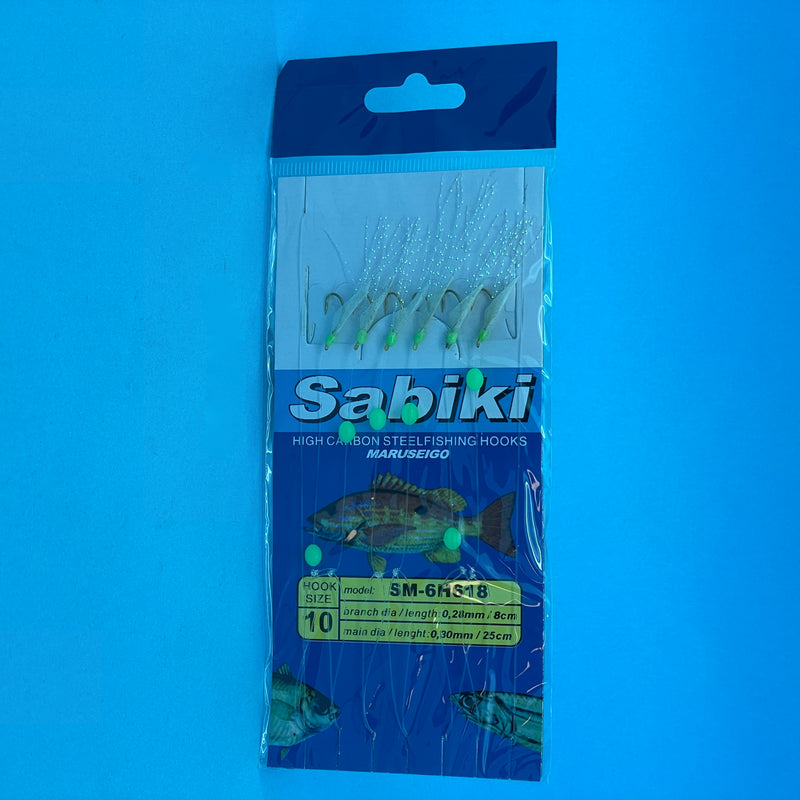 Sabiki
HIGH CARBON STEELFISHING HOOKS
MARUSEIGO
HOOK SIZE
10
model: SM-6HS18
branch dia / length:0,28mm / 8cm
main dia / lenght:0,30mm / 25cm